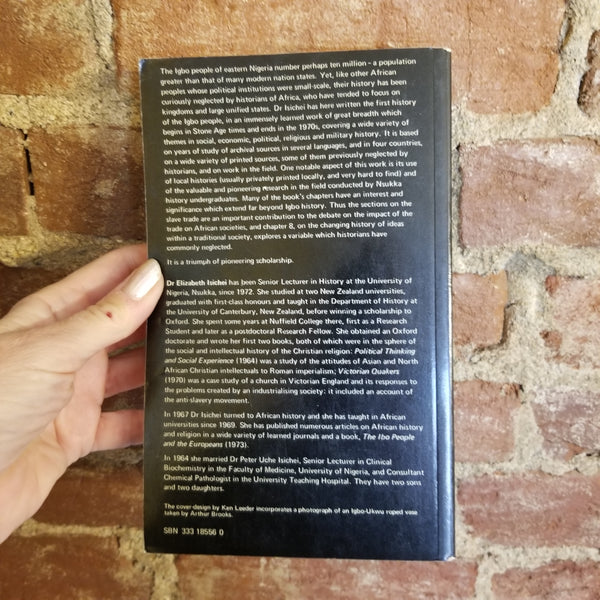 The Igbo people of eastern Nigeria number perhaps ten million – a population
greater than that of many modern nation states. Yet, like other African
peoples whose political institutions were small-scale, their history has been
curiously neglected by historians of Africa, who have tended to focus on
kingdoms and large unified states. Dr Isichei has here written the first history
of the Igbo people, in an immensely learned work of great breadth which
begins in Stone Age times and ends in the 1970s, covering a wide variety of
themes in social, economic, political, religious and military history. It is based
on years of study of archival sources in several languages, and in four countries,
on a wide variety of printed sources, some of them previously neglected by
historians, and on work in the field. One notable aspect of this work is its use
of local histories (usually privately printed locally, and very hard to find) and
of the valuable and pioneering research in the field conducted by Nsukka
history undergraduates. Many of the book's chapters have an interest and
significance which extend far beyond Igbo history. Thus the sections on the
slave trade are an important contribution to the debate on the impact of the
trade on African societies, and chapter 8, on the changing history of ideas
within a traditional society, explores a variable which historians have
commonly neglected.
It is a triumph of pioneering scholarship.
Dr Elizabeth Isichei has been Senior Lecturer in History at the University of
Nigeria, Nsukka, since 1972. She studied at two New Zealand universities,
graduated with first-class honours and taught in the Department of History at
the University of Canterbury, New Zealand, before winning a scholarship to
Oxford. She spent some years at Nuffield College there, first as a Research
Student and later as a postdoctoral Research Fellow. She obtained an Oxford
doctorate and wrote her first two books, both of which were in the sphere of
the social and intellectual history of the Christian religion: Political Thinking
and Social Experience (1964) was a study of the attitudes of Asian and North
African Christian intellectuals to Roman imperialism; Victorian Quakers
(1970) was a case study of a church in Victorian England and its responses to
the problems created by an industrialising society: it included an account of
the anti-slavery movement.
In 1967 Dr Isichei turned to African history and she has taught in African
universities since 1969. She has published numerous articles on African history
and religion in a wide variety of learned journals and a book, The Ibo People
and the Europeans (1973).
In 1964 she married Dr Peter Uche Isichei, Senior Lecturer in Clinical
Biochemistry in the Faculty of Medicine, University of Nigeria, and Consultant
Chemical Pathologist in the University Teaching Hospital. They have two sons
and two daughters.
The cover-design by Ken Leeder incorporates a photograph of an Igbo-Ukwu roped vase
taken by Arthur Brooks.
SBN 333 18556 0